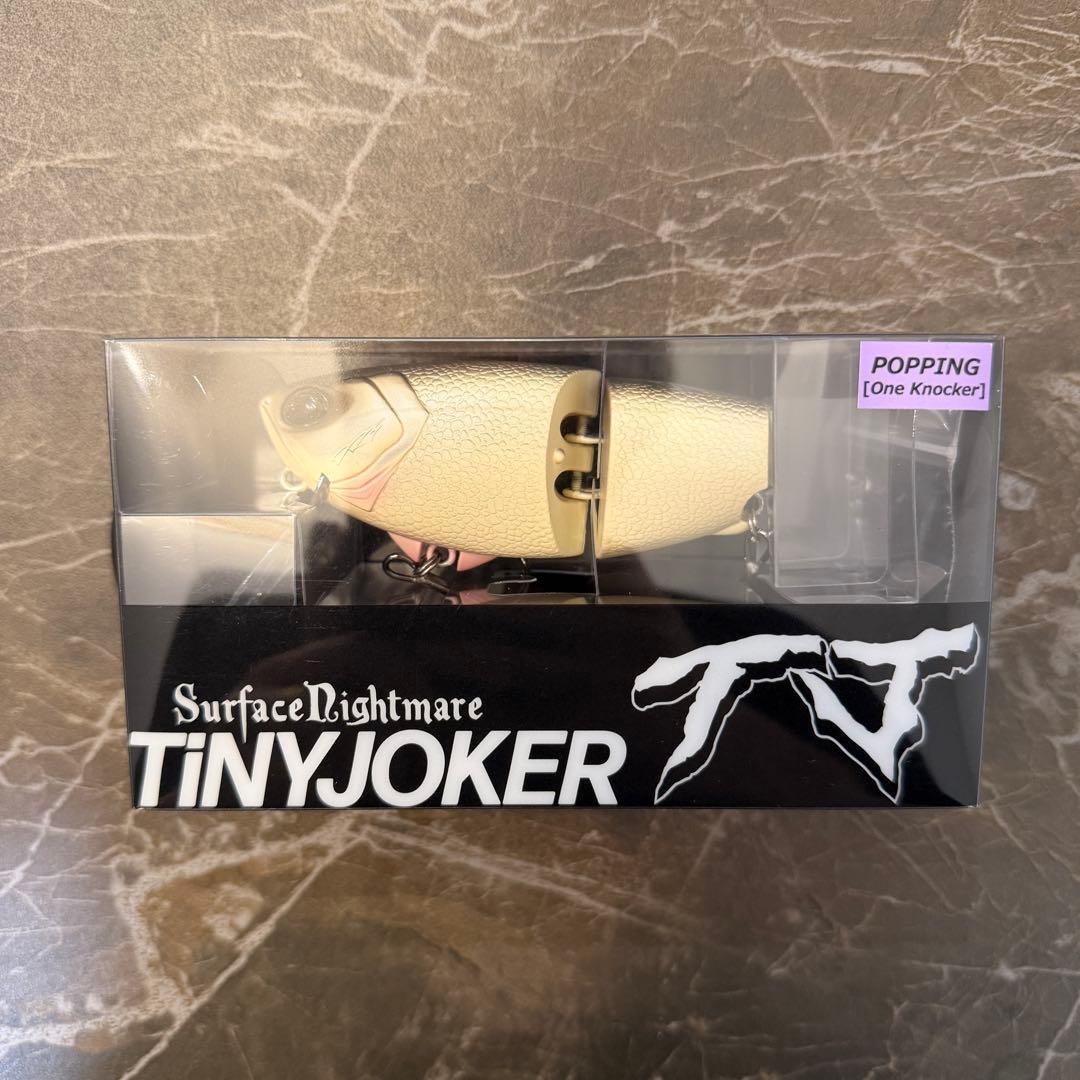 POPPING
[One Knocker]
SurfaceNightmare
TiNYJOKER
TJ